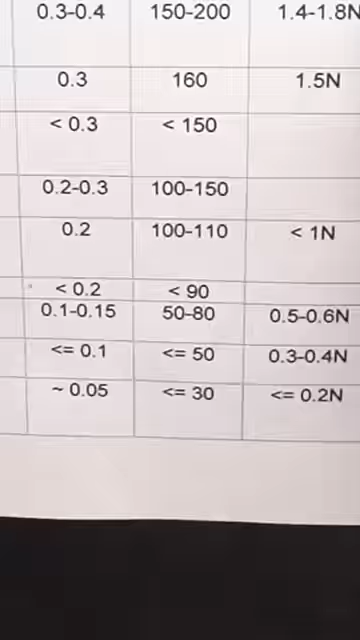 0.3-0.4 150-200 1.4-1.8N
0.3 160 1.5N
< 0.3 < 150
0.2-0.3 100-150
0.2 100-110 < 1N
< 0.2 < 90
0.1-0.15 50-80 0.5-0.6N
<= 0.1 <= 50 0.3-0.4N
~ 0.05 <= 30 <= 0.2N